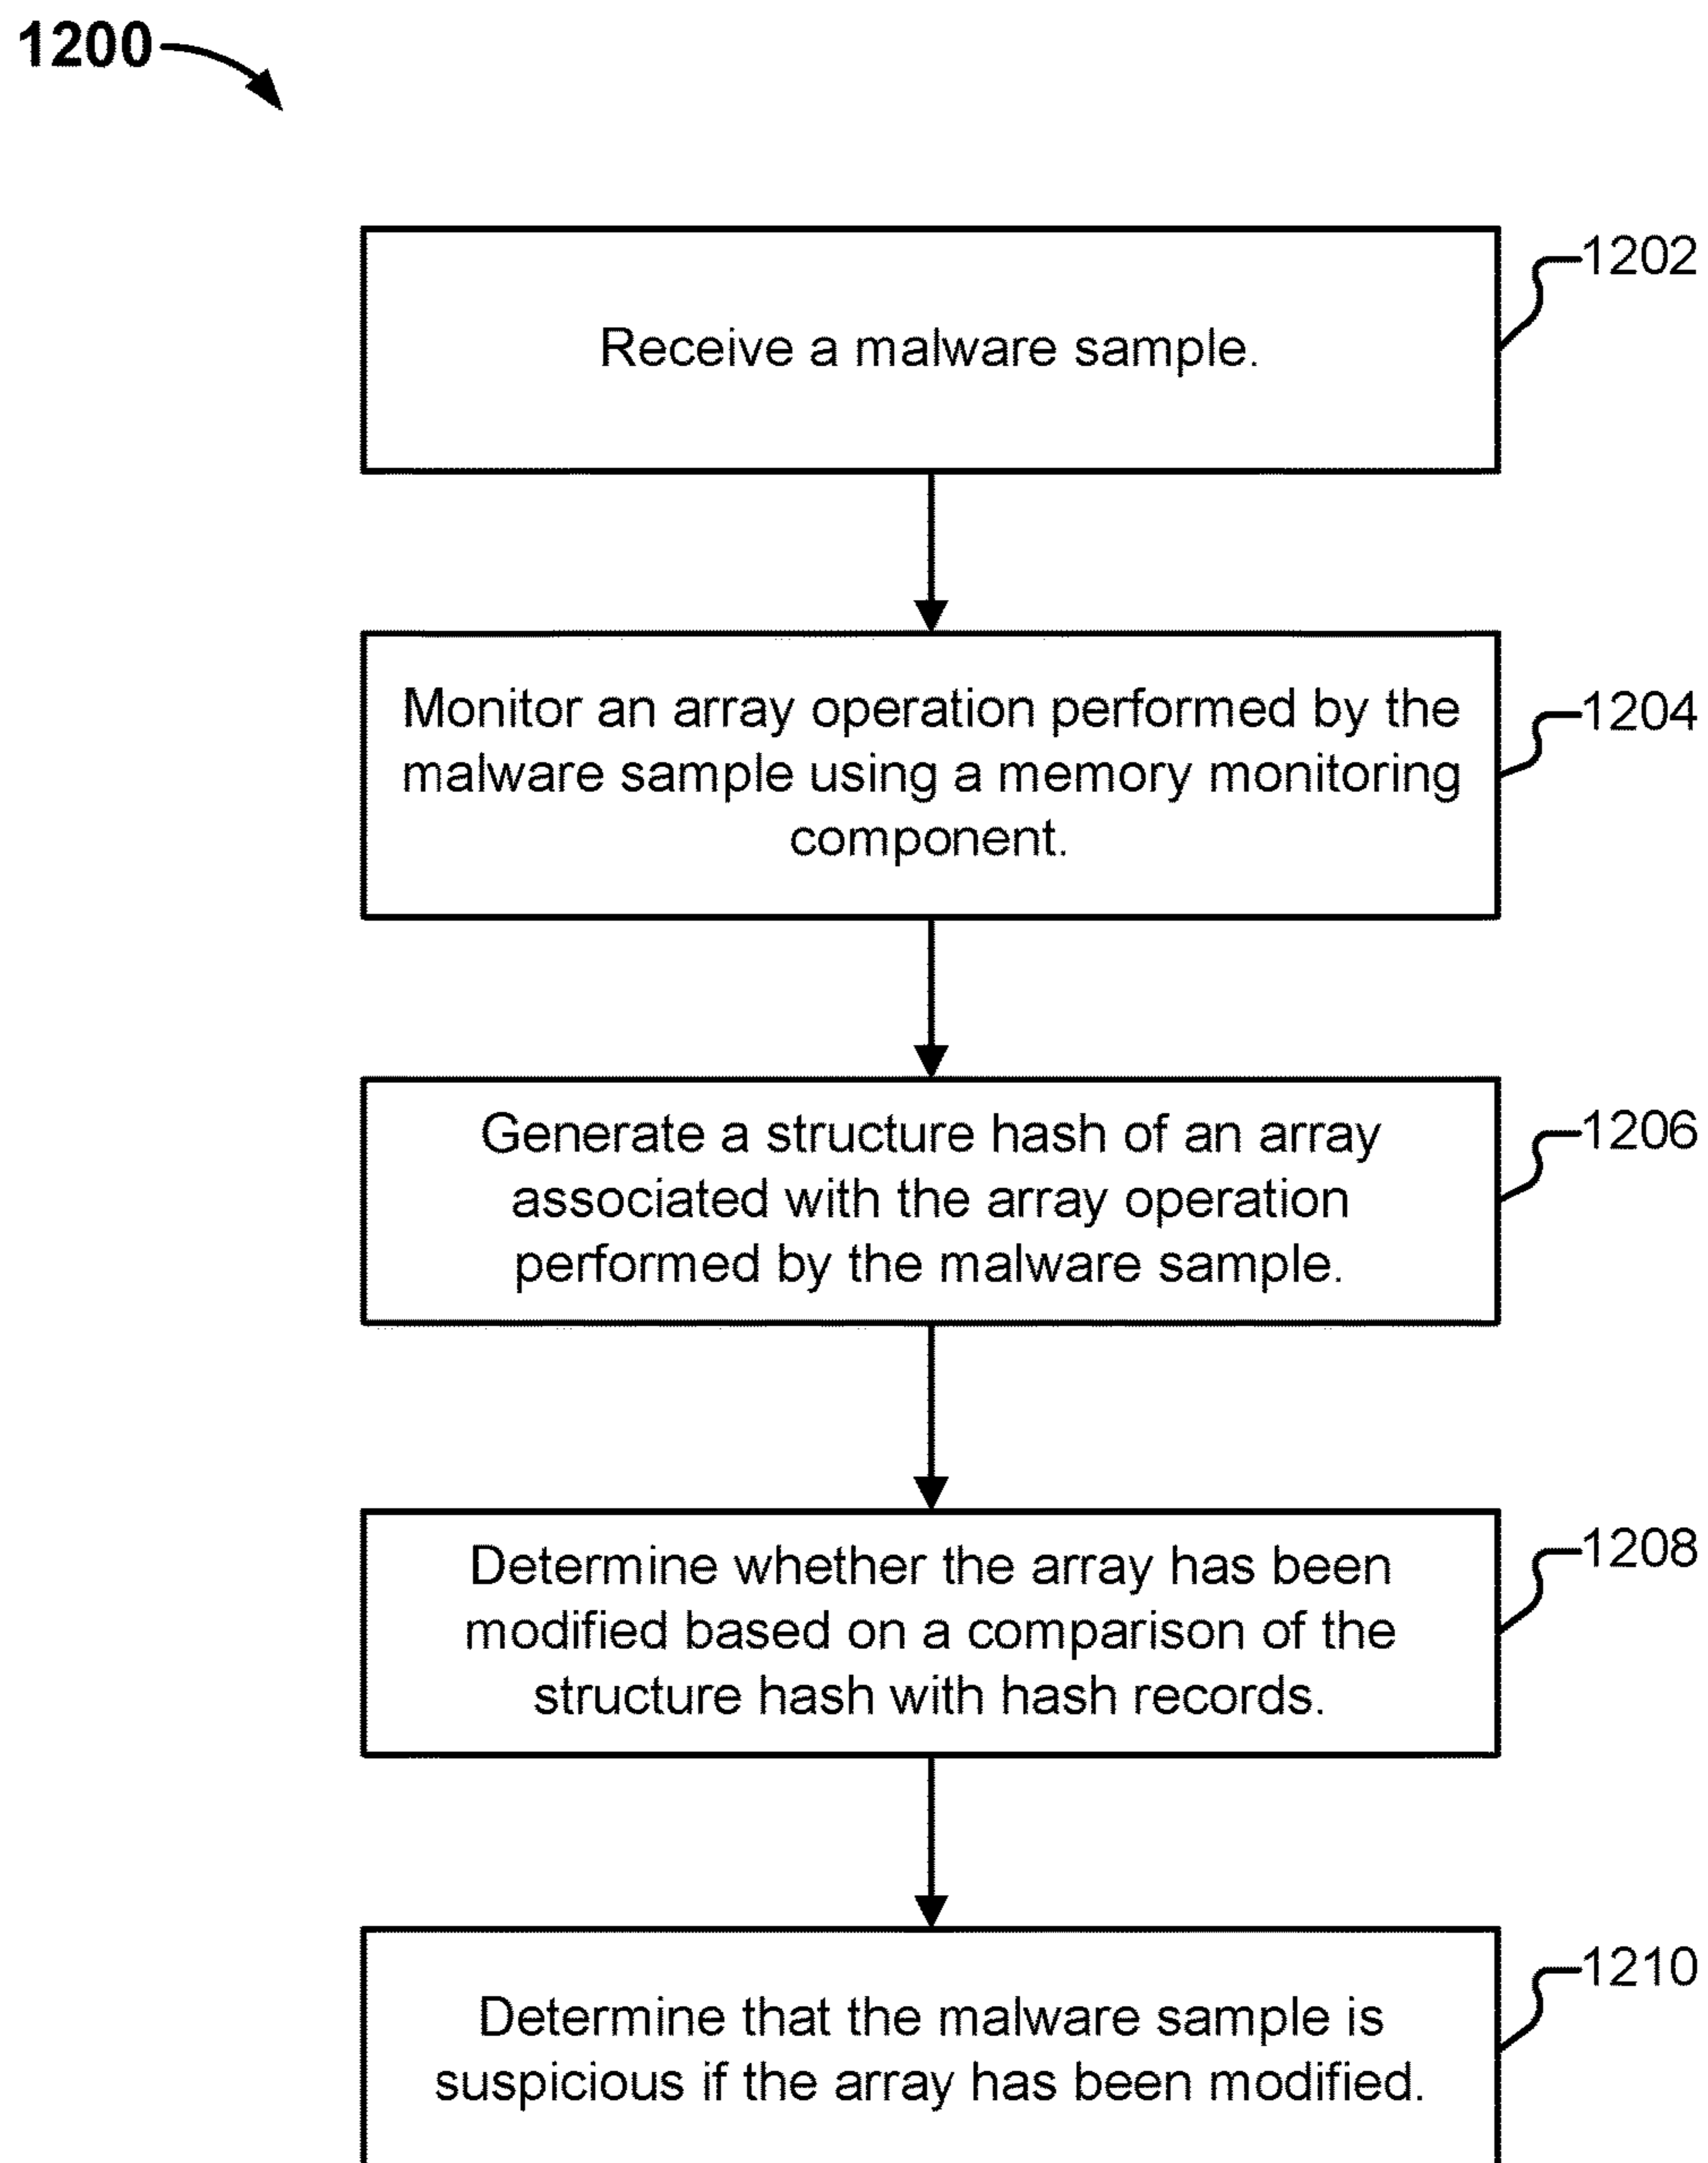 1200
Receive a malware sample.
1202
Monitor an array operation performed by the
malware sample using a memory monitoring
component.
1204
Generate a structure hash of an array
associated with the array operation
performed by the malware sample.
1206
Determine whether the array has been
modified based on a comparison of the
structure hash with hash records.
1208
Determine that the malware sample is
suspicious if the array has been modified.
1210